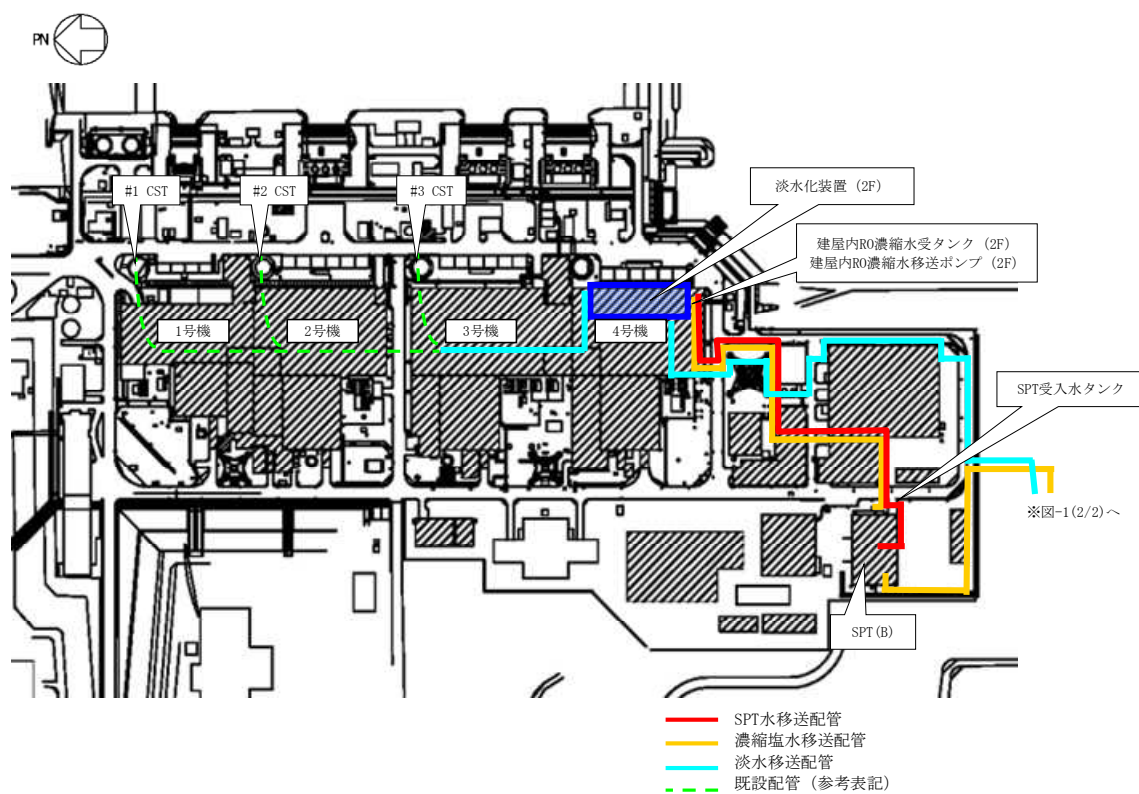 PN
淡水化装置 (2F)
#1 CST
#2 CST
#3 CST
建屋内RO濃縮水受タンク (2F)
建屋内RO濃縮水移送ポンプ (2F)
1号機
2号機
3号機
4号機
SPT受入水タンク
※図-1(2/2)へ
SPT(B)
SPT水移送配管
濃縮塩水移送配管
淡水移送配管
既設配管 (参考表記)